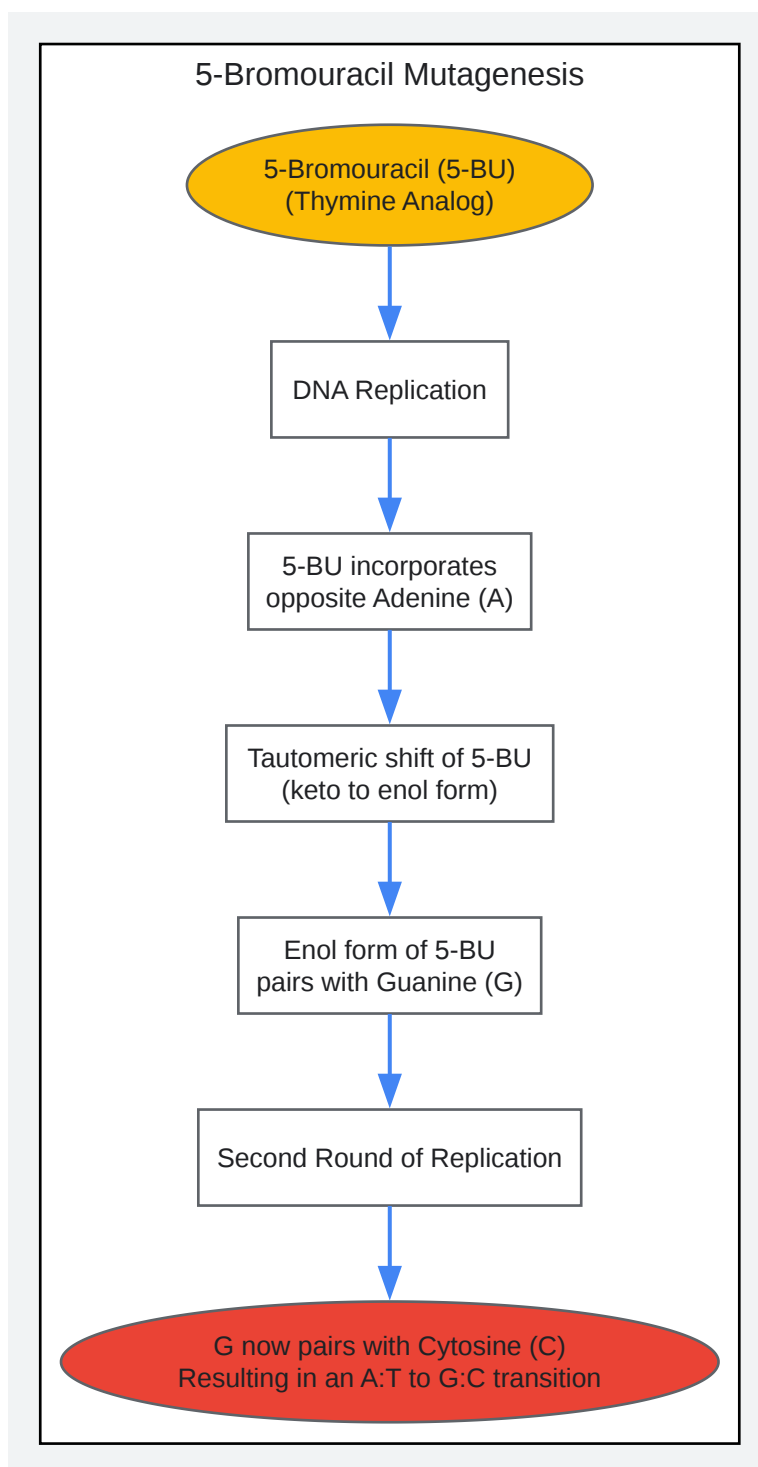 5-Bromouracil Mutagenesis
5-Bromouracil (5-BU)
(Thymine Analog)
DNA Replication
5-BU incorporates
opposite Adenine (A)
Tautomeric shift of 5-BU
(keto to enol form)
Enol form of 5-BU
pairs with Guanine (G)
Second Round of Replication
G now pairs with Cytosine (C)
Resulting in an A:T to G:C transition